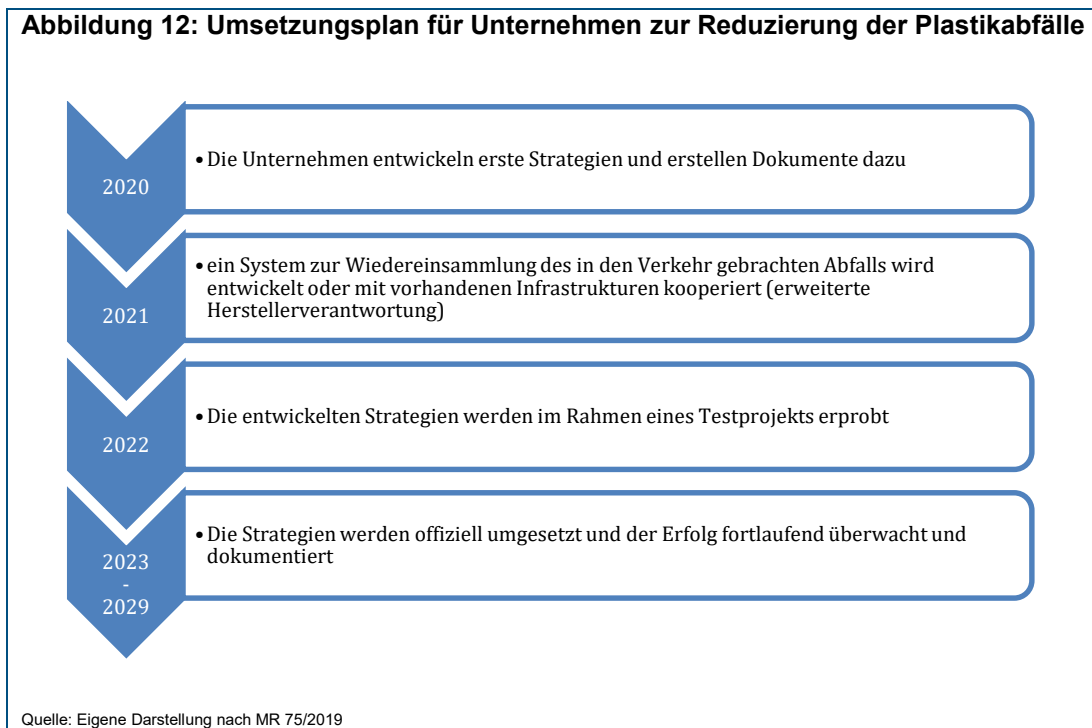 Abbildung 12: Umsetzungsplan für Unternehmen zur Reduzierung der Plastikabfälle
2020
•Die Unternehmen entwickeln erste Strategien und erstellen Dokumente dazu
2021
•ein System zur Wiedereinsammlung des in den Verkehr gebrachten Abfalls wird
entwickelt oder mit vorhandenen Infrastrukturen kooperiert (erweiterte
Herstellerverantwortung)
2022
•Die entwickelten Strategien werden im Rahmen eines Testprojekts erprobt
2023
-
2029
•Die Strategien werden offiziell umgesetzt und der Erfolg fortlaufend überwacht und
dokumentiert
Quelle: Eigene Darstellung nach MR 75/2019